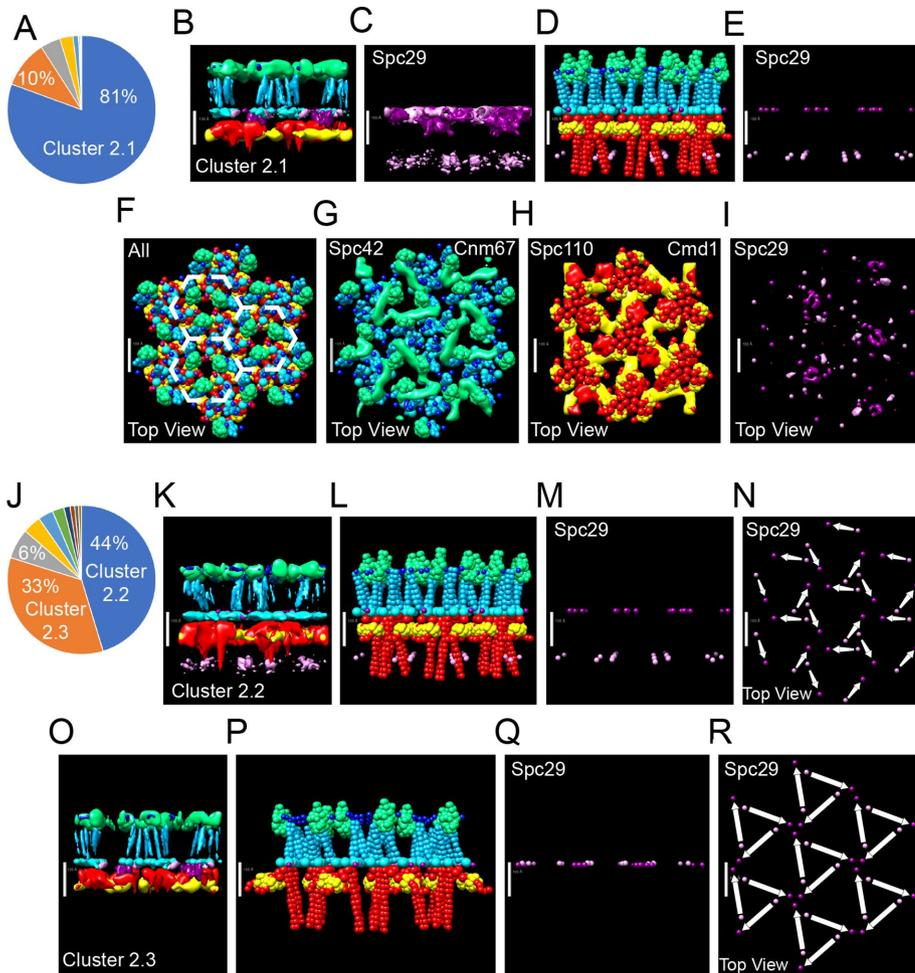 A
B
C
D
E
10%
81%
Cluster 2.1
Cluster 2.1
Spc29
Spc29
F
G
H
I
All
Top View
Spc42 Cnm67
Top View
Spc110 Cmd1
Top View
Spc29
Top View
J
K
L
M
N
44%
Cluster
2.2
6%
33%
Cluster
2.3
Cluster 2.2
Spc29
Spc29
Top View
O
P
Q
R
Cluster 2.3
Spc29
Spc29
Top View